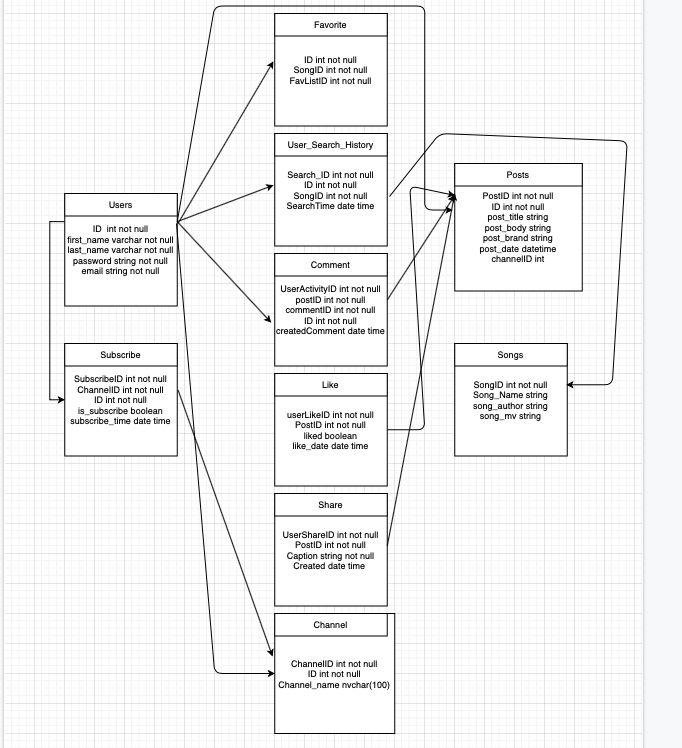 Favorite
ID int not null
SongID int not null
FavListID int not null
User_Search_History
Search_ID int not null
ID int not null
SongID int not null
SearchTime date time
Posts
PostID int not null
ID int not null
post_title string
post_body string
post_brand string
post_date datetime
channelID int
Users
ID  int not null
first_name varchar not null
last_name varchar not null
password string not null
email string not null
Comment
UserActivityID int not null
postID int not null
commentID int not null
ID int not null
createdComment date time
Subscribe
SubscribeID int not null
ChannelID int not null
ID int not null
is_subscribe boolean
subscribe_time date time
Songs
SongID int not null
Song_Name string
song_author string
song_mv string
Like
userLikeID int not null
PostID int not null
liked boolean
like_date date time
Share
UserShareID int not null
PostID int not null
Caption string not null
Created date time
Channel
ChannelID int not null
ID int not null
Channel_name nvchar(100)